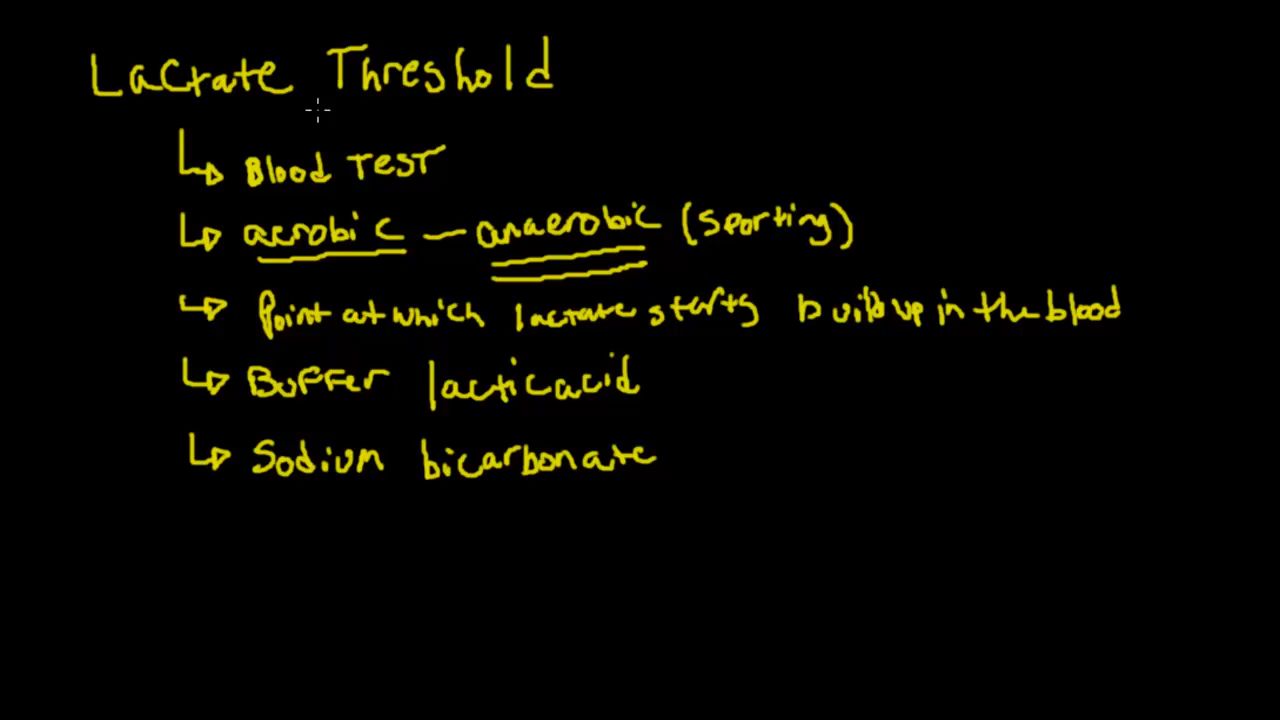 Lactate Threshold
Blood Test
aerobic — anaerobic (sporting)
Point at which lactate starts build up in the blood
Buffer lactic acid
Sodium bicarbonate